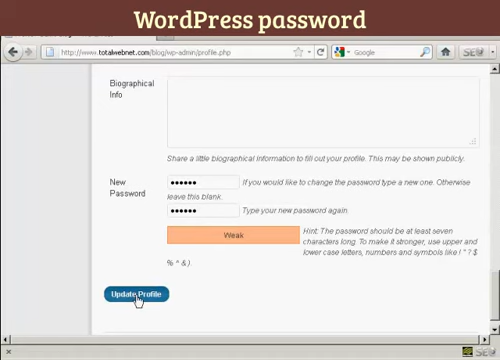 WordPress password
http://www.totalwebnet.com/blog/wp-admin/profile.php
Google
SEO
Biographical
Info
Share a little biographical information to fill out your profile. This may be shown publicly.
New
Password
•••••• If you would like to change the password type a new one. Otherwise
leave this blank.
•••••• Type your new password again.
Weak
Hint: The password should be at least seven
characters long. To make it stronger, use upper and
lower case letters, numbers and symbols like ! " ? $
% ^ & ).
Update Profile
SEO